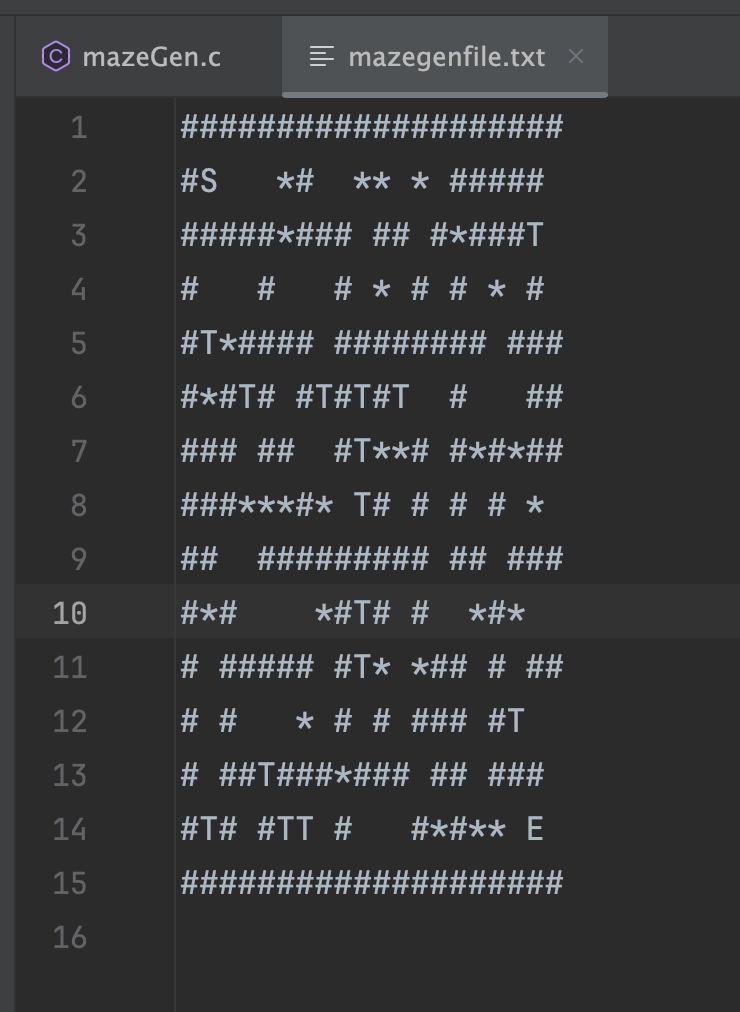 mazeGen.c
mazegenfile.txt
1 ####################
2 #S   *#  ** * #####
3 #####*### ## #*###T
4 #   #   # * # # * #
5 #T*#### ######## ###
6 #*#T# #T#T#T  #   ##
7 ### ##  #T**# #*#*##
8 ###***#* T# # # # *
9 ##  ######### ## ###
10 #*#    *#T# #  *#*
11 # ##### #T* *## # ##
12 # #   * # # ### #T
13 # ##T###*### ## ###
14 #T# #TT #   #*#** E
15 ####################
16